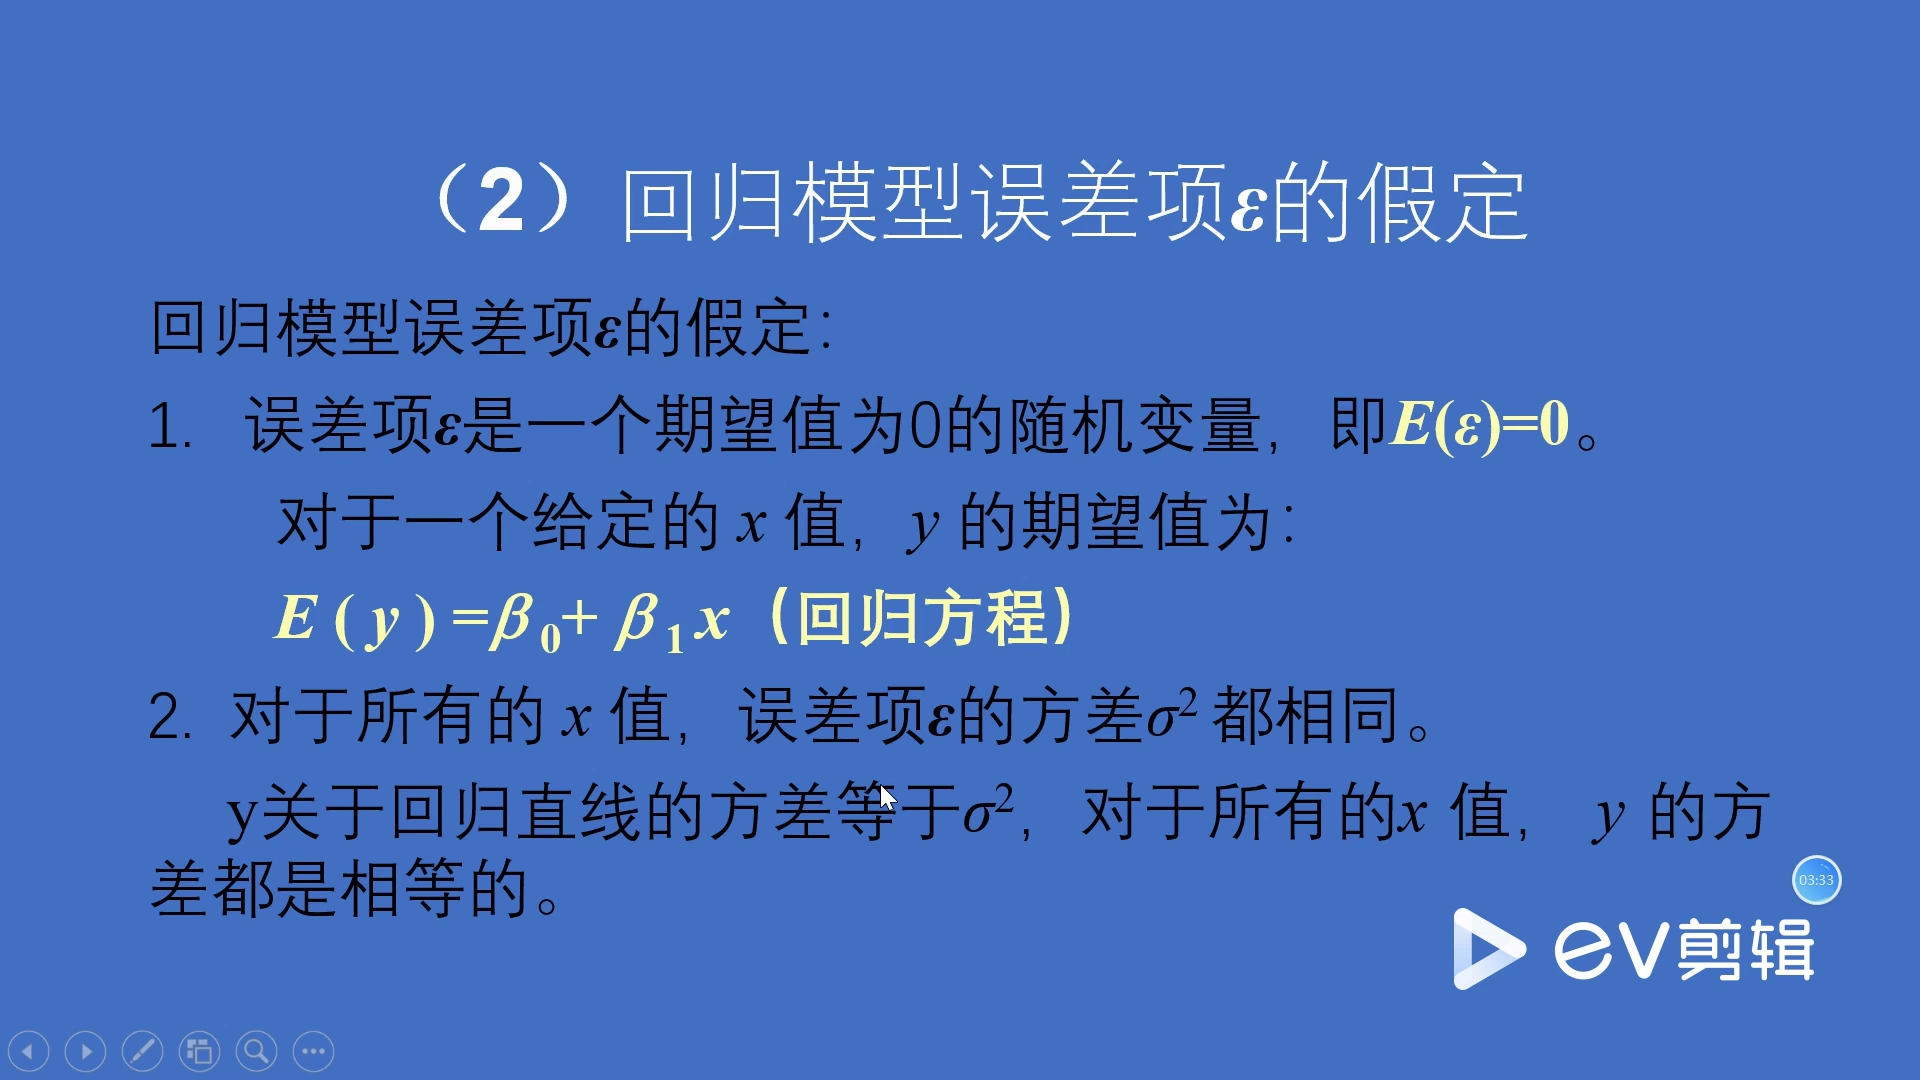 （2）回归模型误差项ε的假定
回归模型误差项ε的假定：
1. 误差项ε是一个期望值为0的随机变量，即E(ε)=0。
对于一个给定的 x 值，y 的期望值为：
E ( y ) =β₀+ β₁x（回归方程）
2. 对于所有的 x 值，误差项ε的方差σ² 都相同。
y关于回归直线的方差等于σ²，对于所有的x 值， y 的方
差都是相等的。
03:33
ev剪辑